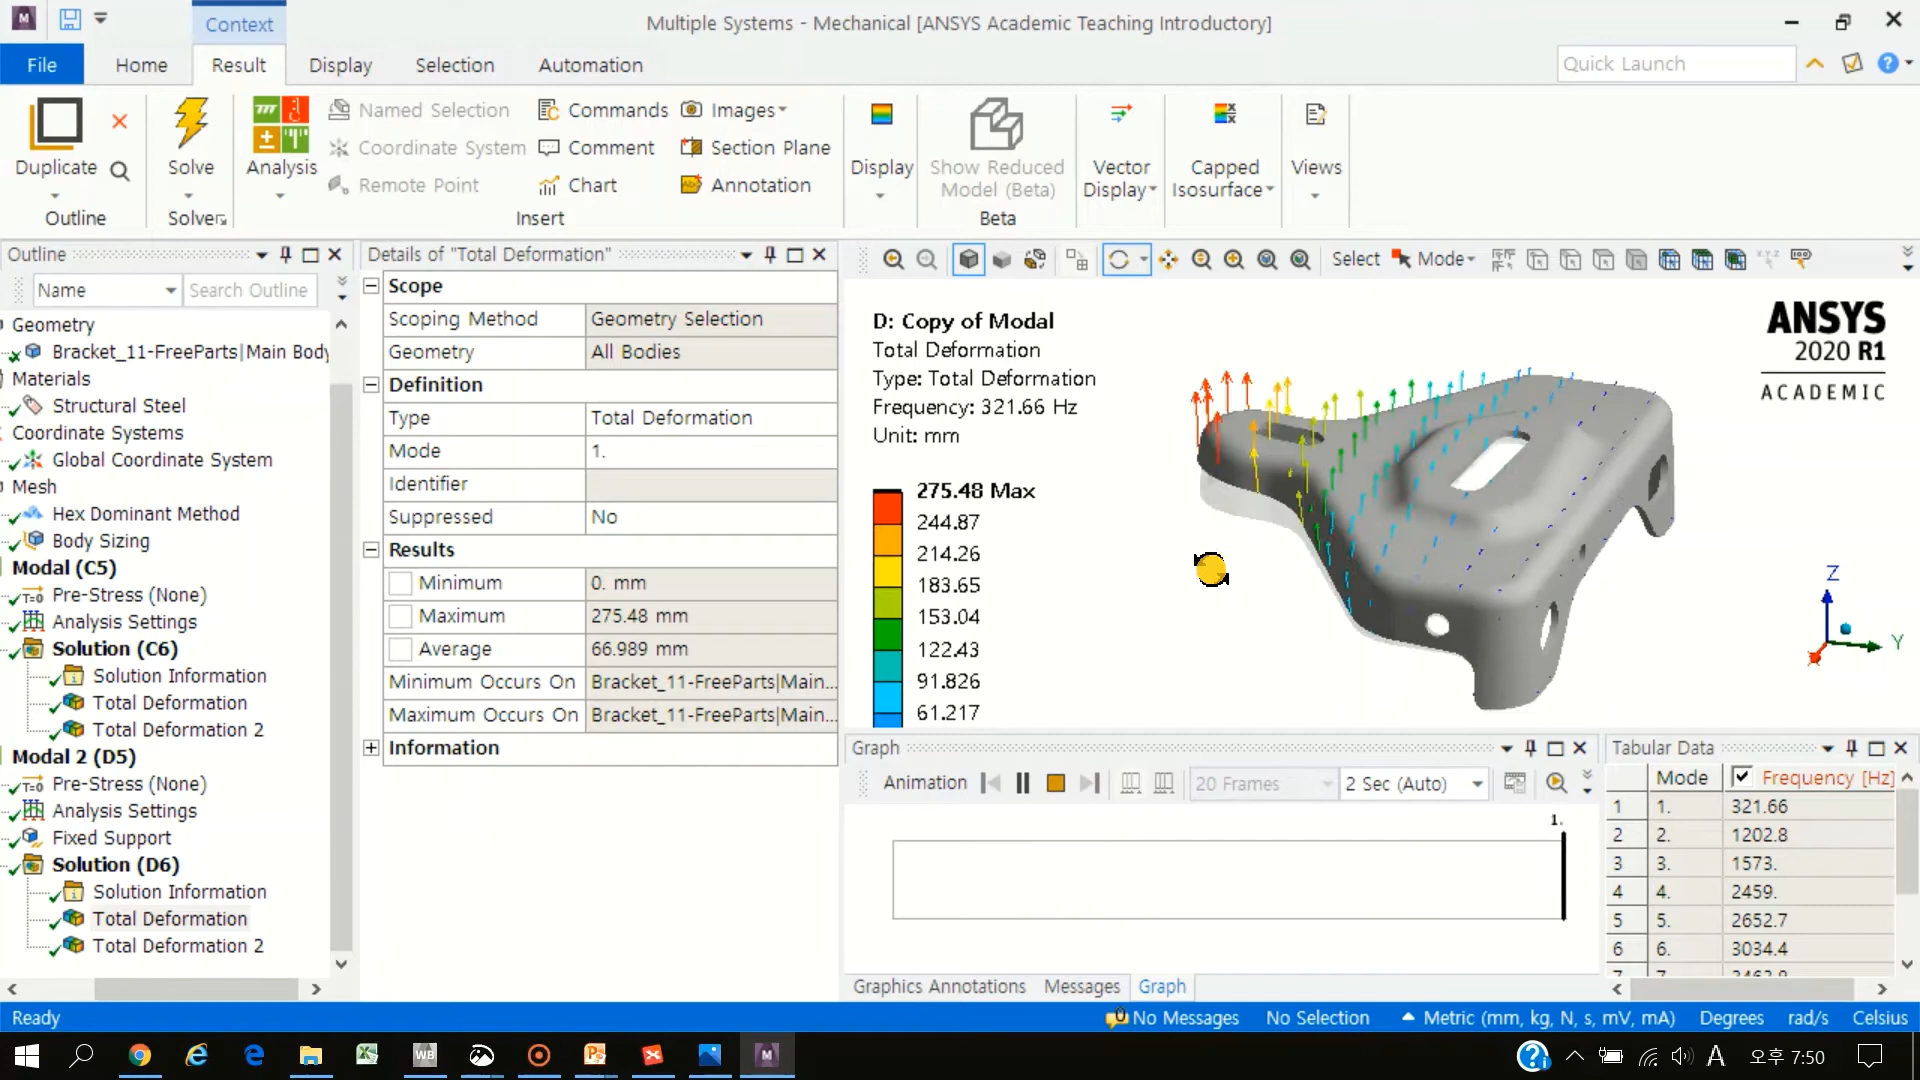 Context
Multiple Systems - Mechanical [ANSYS Academic Teaching Introductory]
File
Home
Result
Display
Selection
Automation
Quick Launch
Duplicate
Outline
Solve
Solver
Analysis
Named Selection
Coordinate System
Remote Point
Commands
Comment
Chart
Images
Section Plane
Annotation
Insert
Display
Show Reduced
Model (Beta)
Beta
Vector
Display
Capped
Isosurface
Views
Outline
Name
Search Outline
Geometry
Bracket_11-FreeParts|Main Body
Materials
Structural Steel
Coordinate Systems
Global Coordinate System
Mesh
Hex Dominant Method
Body Sizing
Modal (C5)
Pre-Stress (None)
Analysis Settings
Solution (C6)
Solution Information
Total Deformation
Total Deformation 2
Modal 2 (D5)
Pre-Stress (None)
Analysis Settings
Fixed Support
Solution (D6)
Solution Information
Total Deformation
Total Deformation 2
Details of "Total Deformation"
Scope
Scoping Method Geometry Selection
Geometry All Bodies
Definition
Type Total Deformation
Mode 1.
Identifier
Suppressed No
Results
Minimum 0. mm
Maximum 275.48 mm
Average 66.989 mm
Minimum Occurs On Bracket_11-FreeParts|Main...
Maximum Occurs On Bracket_11-FreeParts|Main...
Information
Select
Mode
D: Copy of Modal
Total Deformation
Type: Total Deformation
Frequency: 321.66 Hz
Unit: mm
275.48 Max
244.87
214.26
183.65
153.04
122.43
91.826
61.217
ANSYS
2020 R1
ACADEMIC
Z
Y
Graph
Animation
20 Frames
2 Sec (Auto)
1.
Graphics Annotations
Messages
Graph
Tabular Data
Mode Frequency [Hz]
1 1. 321.66
2 2. 1202.8
3 3. 1573.
4 4. 2459.
5 5. 2652.7
6 6. 3034.4
Ready
No Messages
No Selection
Metric (mm, kg, N, s, mV, mA)
Degrees
rad/s
Celsius
WB
M
A
오후 7:50